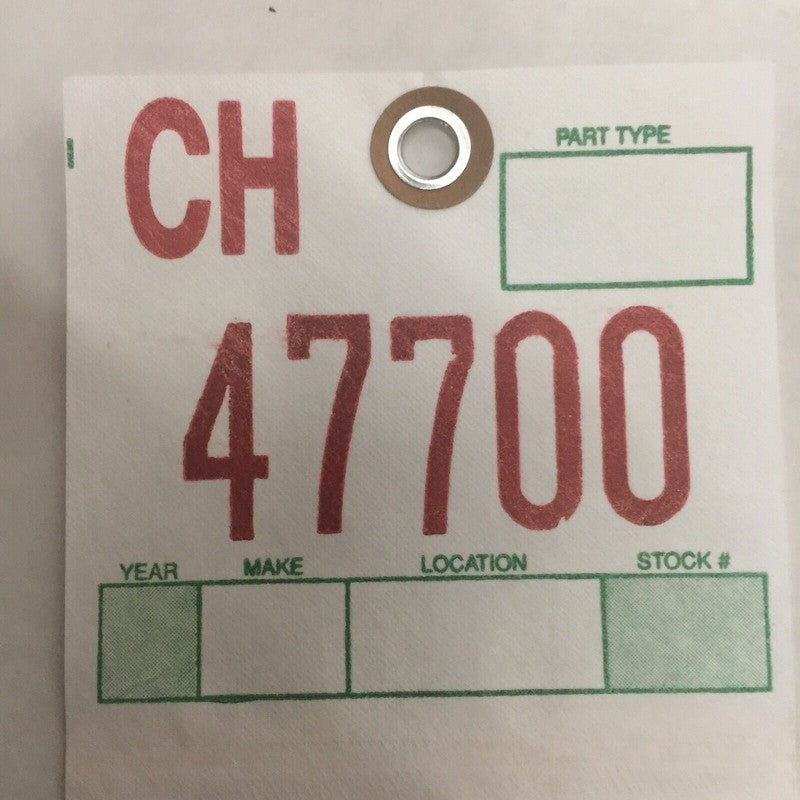 CH
PART TYPE
47700
YEAR MAKE LOCATION STOCK #